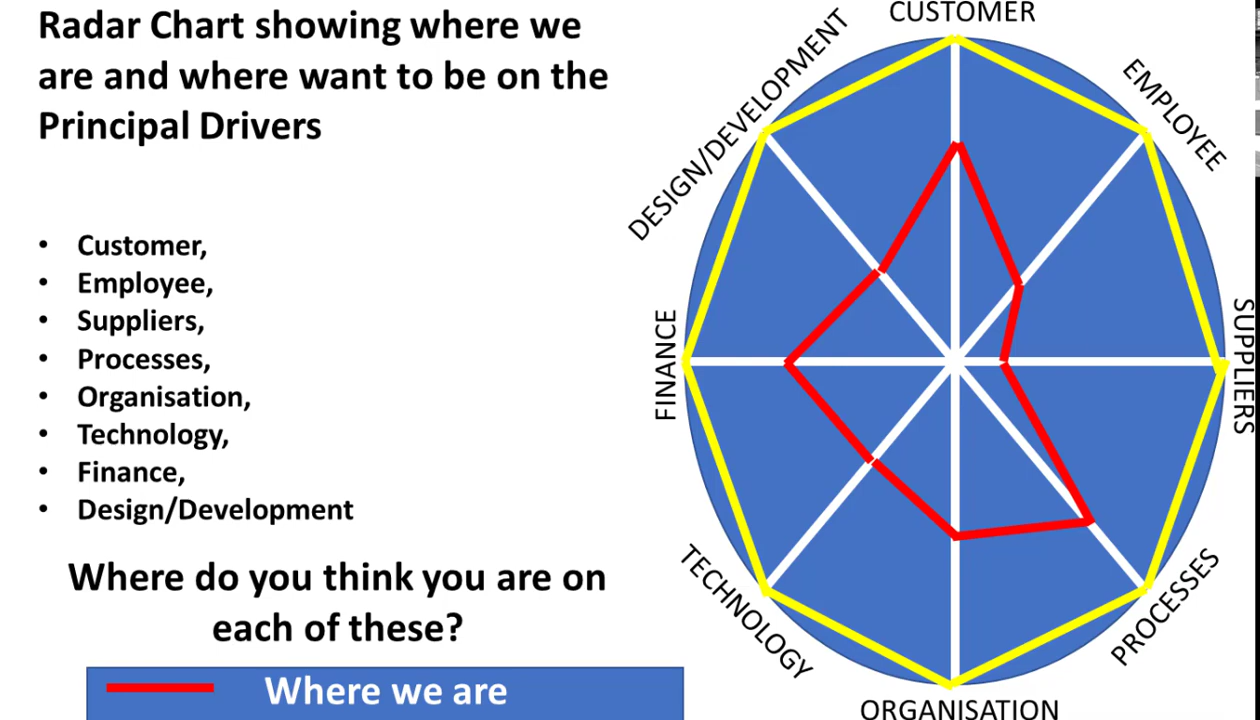 Radar Chart showing where we
are and where want to be on the
Principal Drivers
• Customer,
• Employee,
• Suppliers,
• Processes,
• Organisation,
• Technology,
• Finance,
• Design/Development
Where do you think you are on
each of these?
Where we are
CUSTOMER
EMPLOYEE
SUPPLIERS
PROCESSES
ORGANISATION
TECHNOLOGY
FINANCE
DESIGN/DEVELOPMENT